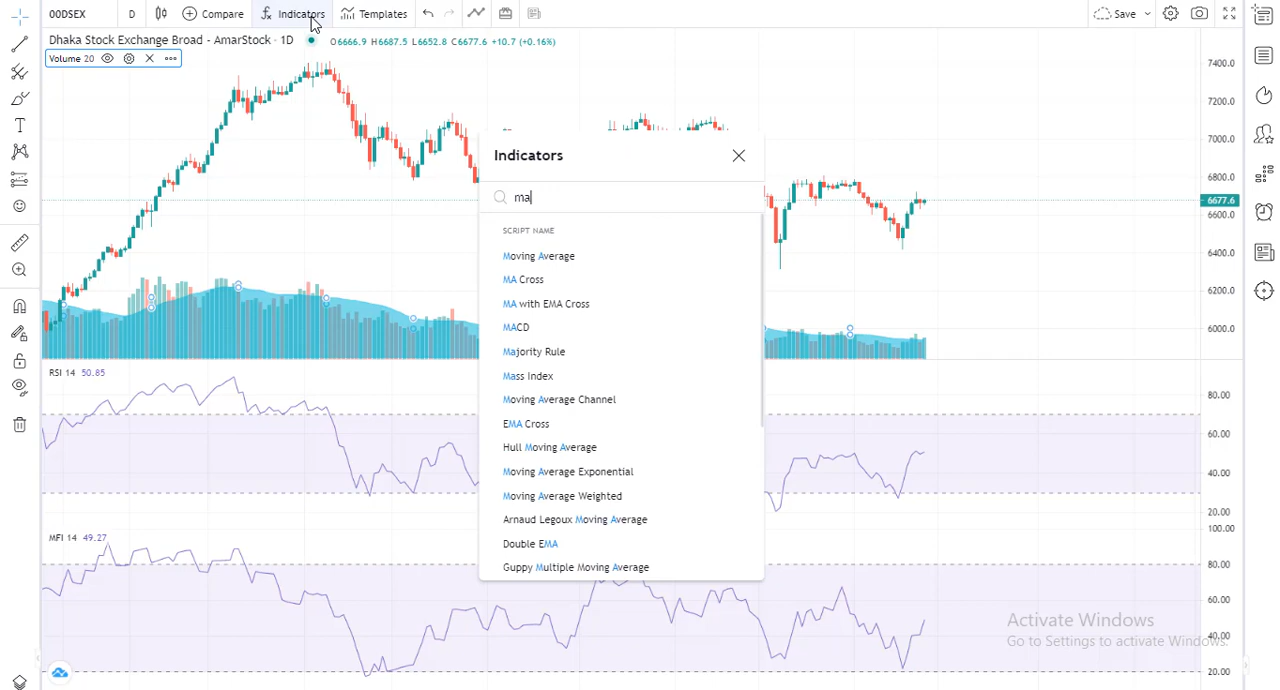 00DSEX D Compare Indicators Templates Save
Dhaka Stock Exchange Broad - AmarStock · 1D O6666.9 H6687.5 L6652.8 C6677.6 +10.7 (+0.16%)
Volume 20
7400.0
7200.0
7000.0
6800.0
6677.6
6600.0
6400.0
6200.0
6000.0
Indicators
ma
SCRIPT NAME
Moving Average
MA Cross
MA with EMA Cross
MACD
Majority Rule
Mass Index
Moving Average Channel
EMA Cross
Hull Moving Average
Moving Average Exponential
Moving Average Weighted
Arnaud Legoux Moving Average
Double EMA
Guppy Multiple Moving Average
RSI 14 50.85
80.00
60.00
40.00
20.00
MFI 14 49.27
100.00
80.00
60.00
40.00
20.00
Activate Windows
Go to Settings to activate Windows.